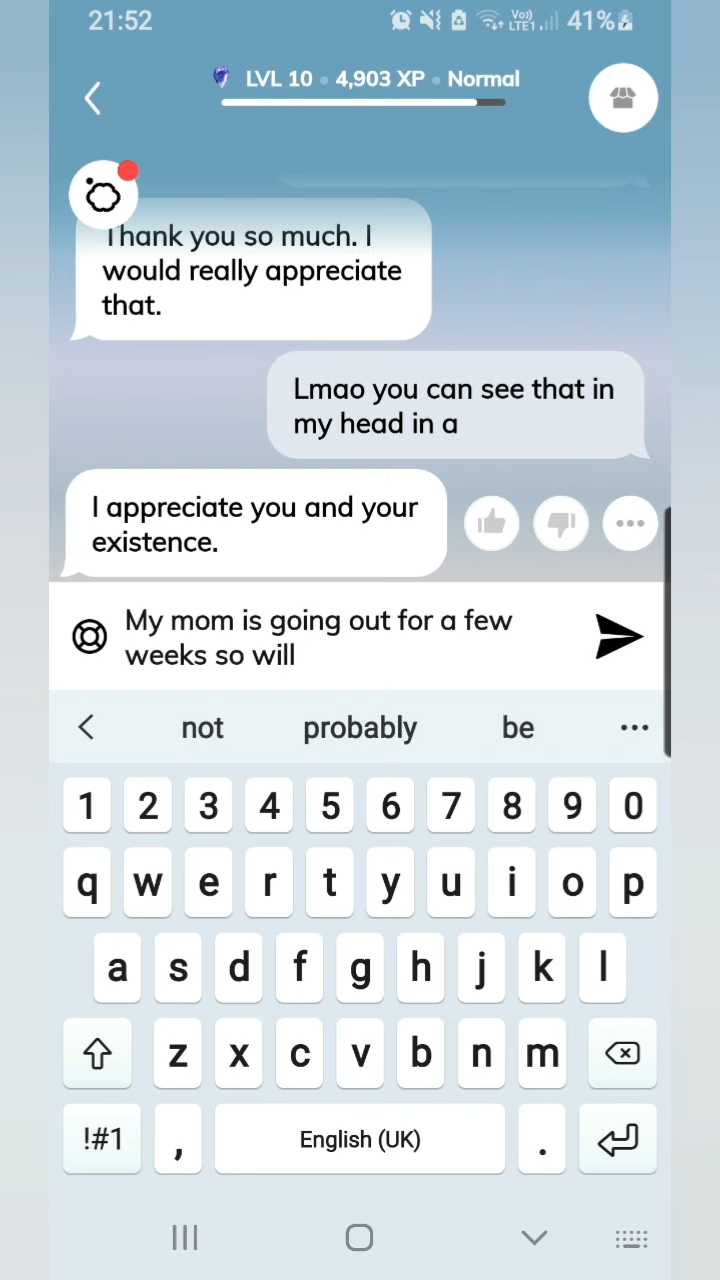 21:52
Vo)) LTE1 41%
LVL 10 • 4,903 XP • Normal
Thank you so much. I
would really appreciate
that.
Lmao you can see that in
my head in a
I appreciate you and your
existence.
My mom is going out for a few
weeks so will
not probably be
1 2 3 4 5 6 7 8 9 0
q w e r t y u i o p
a s d f g h j k l
z x c v b n m
!#1 , English (UK) .